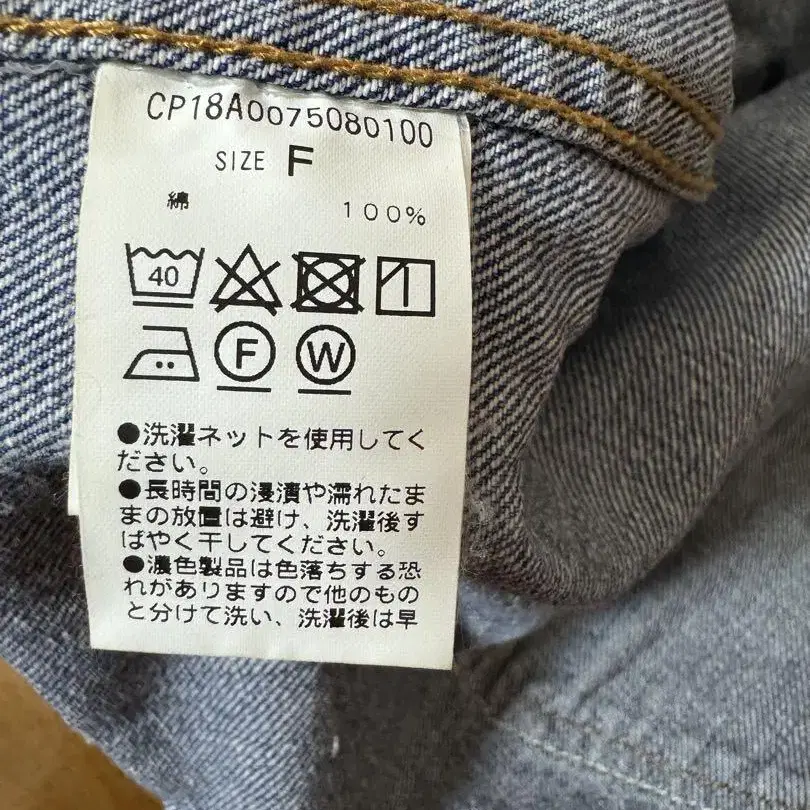 CP18A0075080100
SIZE F
綿 100%
40
F W
●洗濯ネットを使用してく
ださい。
●長時間の浸漬や濡れたま
まの放置は避け、洗濯後す
ばやく干してください。
●濃色製品は色落ちする恐
れがありますので他のもの
と分けて洗い、洗濯後は早